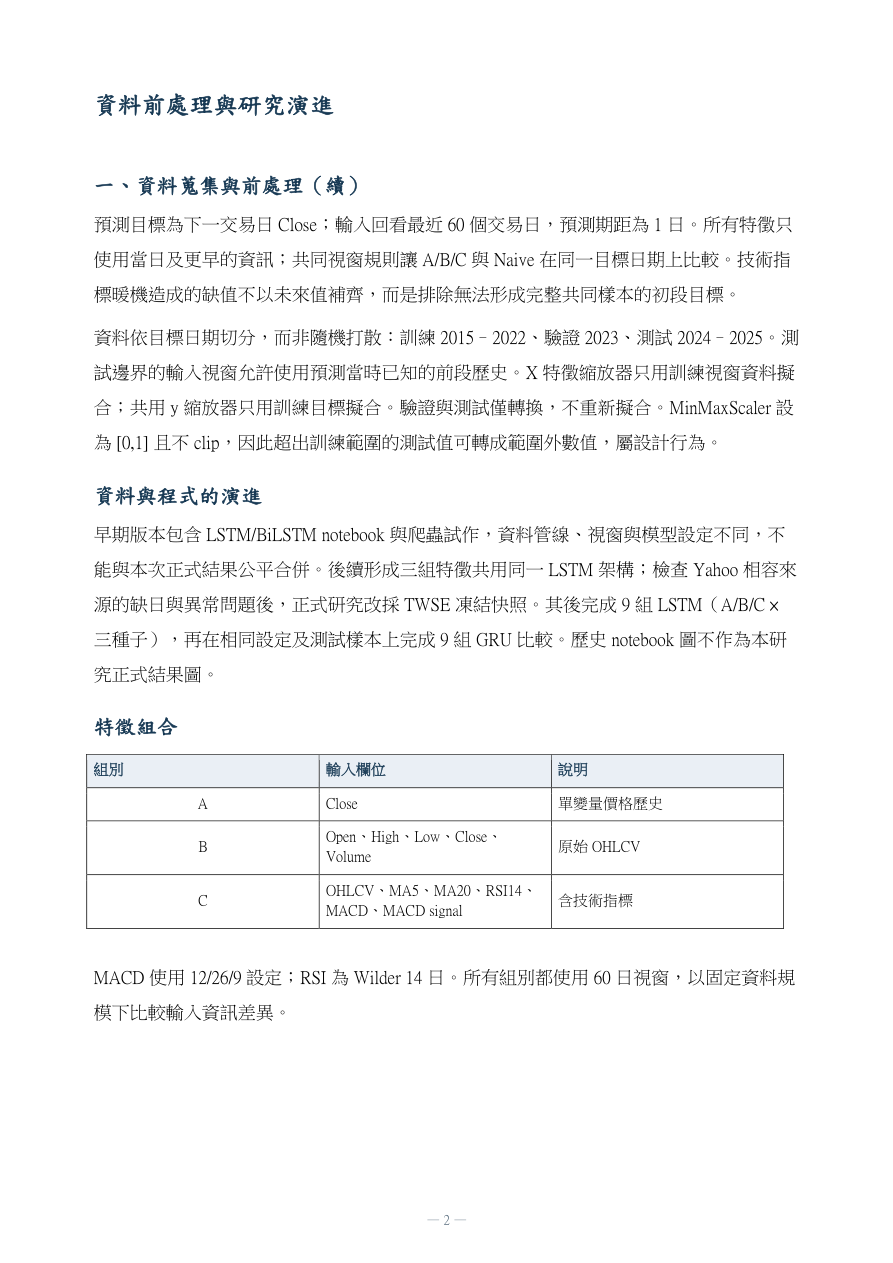 資料前處理與研究演進
一、資料蒐集與前處理（續）
預測目標為下一交易日 Close；輸入回看最近 60 個交易日，預測期距為 1 日。所有特徵只
使用當日及更早的資訊；共同視窗規則讓 A/B/C 與 Naive 在同一目標日期上比較。技術指
標暖機造成的缺值不以未來值補齊，而是排除無法形成完整共同樣本的初段目標。
資料依目標日期切分，而非隨機打散：訓練 2015–2022、驗證 2023、測試 2024–2025。測
試邊界的輸入視窗允許使用預測當時已知的前段歷史。X 特徵縮放器只用訓練視窗資料擬
合；共用 y 縮放器只用訓練目標擬合。驗證與測試僅轉換，不重新擬合。MinMaxScaler 設
為 [0,1] 且不 clip，因此超出訓練範圍的測試值可轉成範圍外數值，屬設計行為。
資料與程式的演進
早期版本包含 LSTM/BiLSTM notebook 與爬蟲試作，資料管線、視窗與模型設定不同，不
能與本次正式結果公平合併。後續形成三組特徵共用同一 LSTM 架構；檢查 Yahoo 相容來
源的缺日與異常問題後，正式研究改採 TWSE 凍結快照。其後完成 9 組 LSTM（A/B/C ×
三種子），再在相同設定及測試樣本上完成 9 組 GRU 比較。歷史 notebook 圖不作為本研
究正式結果圖。
特徵組合
組別 輸入欄位 說明
A Close 單變量價格歷史
B Open、High、Low、Close、
Volume 原始 OHLCV
C OHLCV、MA5、MA20、RSI14、
MACD、MACD signal 含技術指標
MACD 使用 12/26/9 設定；RSI 為 Wilder 14 日。所有組別都使用 60 日視窗，以固定資料規
模下比較輸入資訊差異。
— 2 —